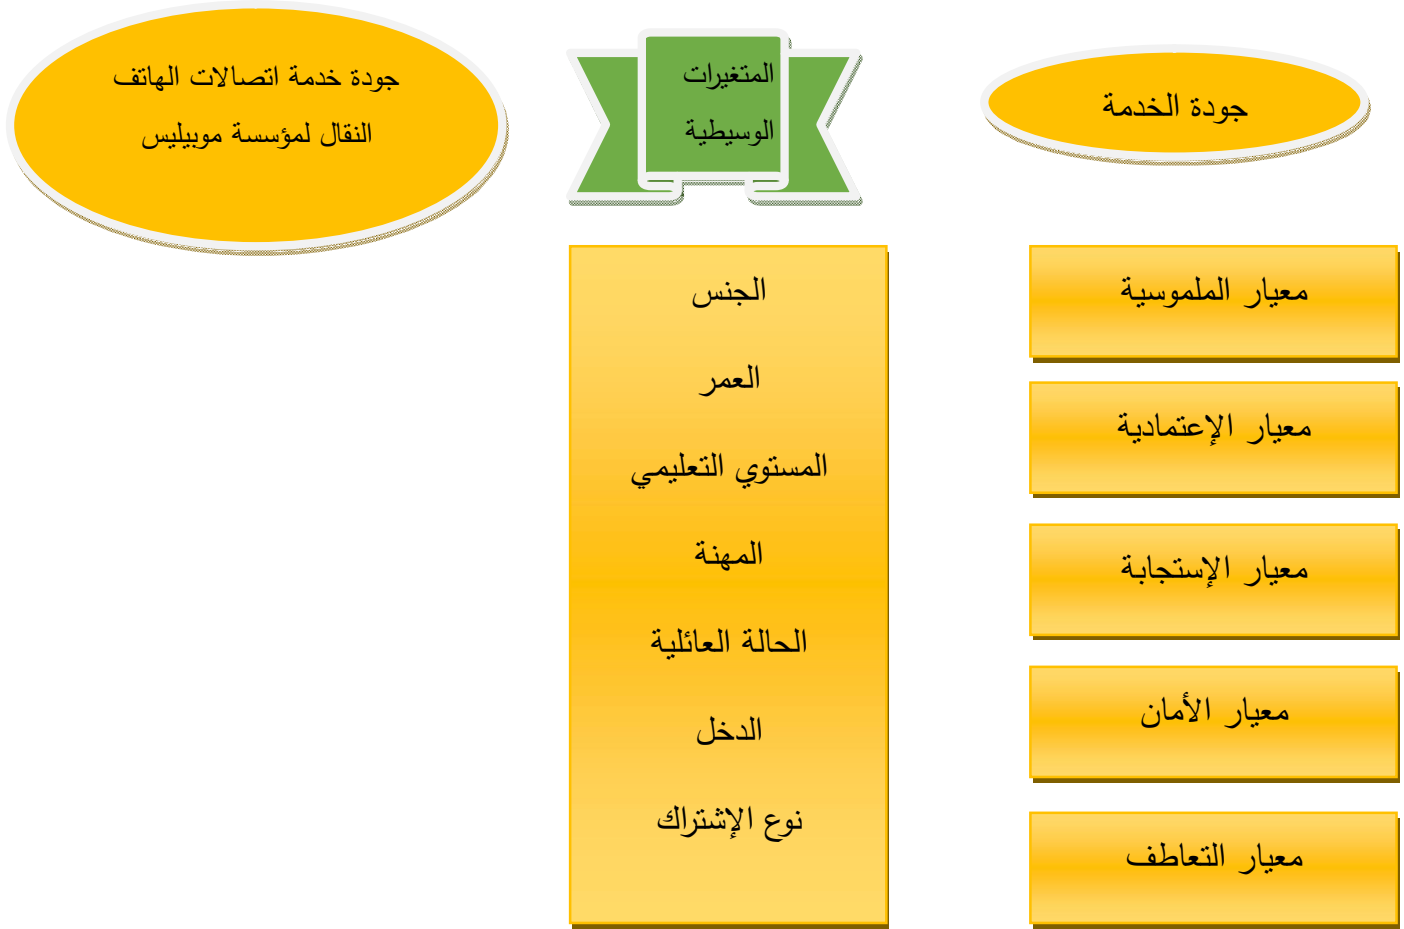 جودة الخدمة
المتغيرات
الوسيطية
جودة خدمة اتصالات الهاتف
النقال لمؤسسة موبيليس
معيار الملموسية
معيار الإعتمادية
معيار الإستجابة
معيار الأمان
معيار التعاطف
الجنس
العمر
المستوي التعليمي
المهنة
الحالة العائلية
الدخل
نوع الإشتراك